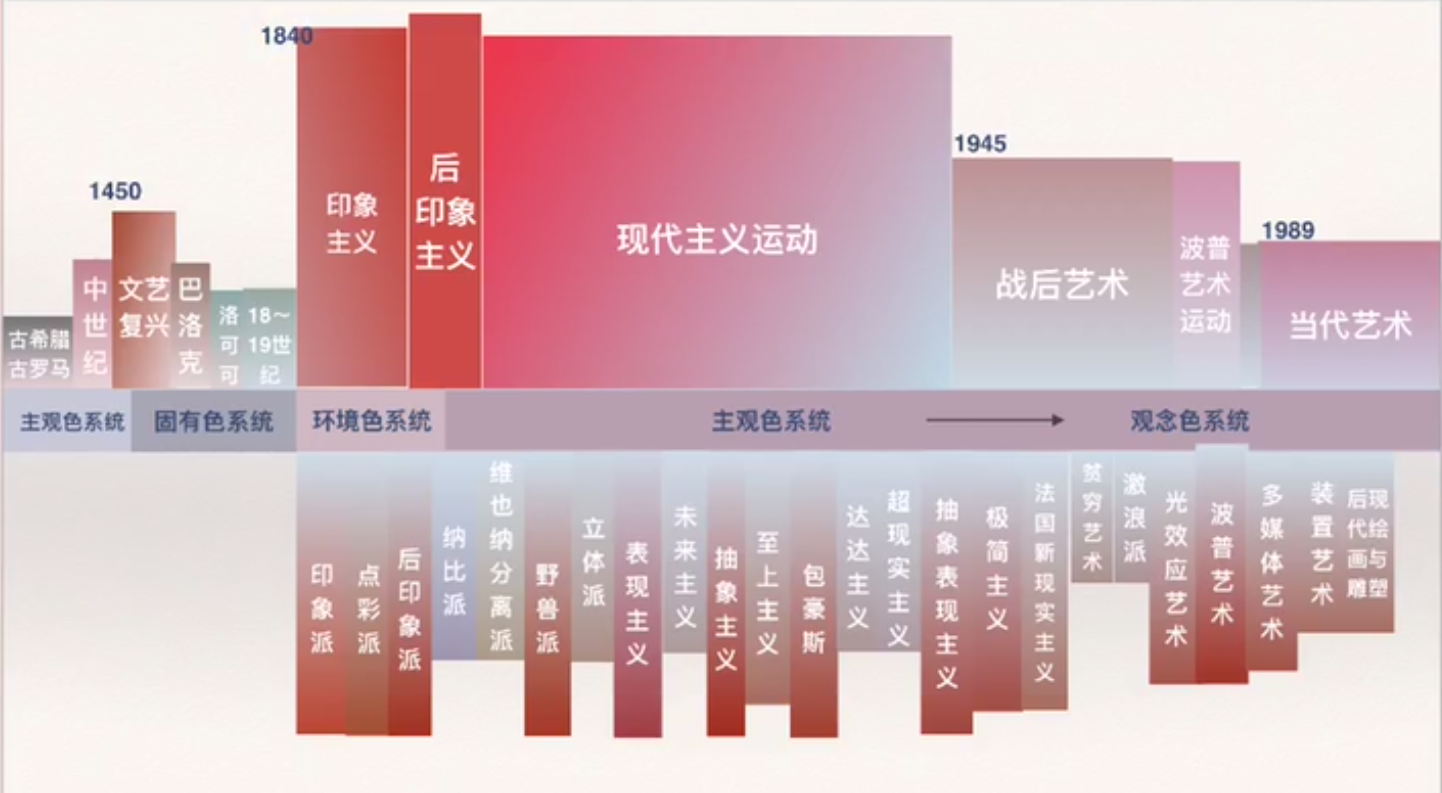 1840
1450
1945
1989
古希腊
古罗马
中世纪
文艺
复兴
巴洛克
洛可可
18～
19世
纪
印象
主义
后
印象
主义
现代主义运动
战后艺术
波普
艺术
运动
当代艺术
主观色系统
固有色系统
环境色系统
主观色系统
观念色系统
印象派
点彩派
后印象派
纳比派
维也纳分离派
野兽派
立体派
表现主义
未来主义
抽象主义
至上主义
包豪斯
达达主义
超现实主义
抽象表现主义
极简主义
法国新现实主义
贫穷艺术
激浪派
光效应艺术
波普艺术
多媒体艺术
装置艺术
后现
代绘
画与
雕塑